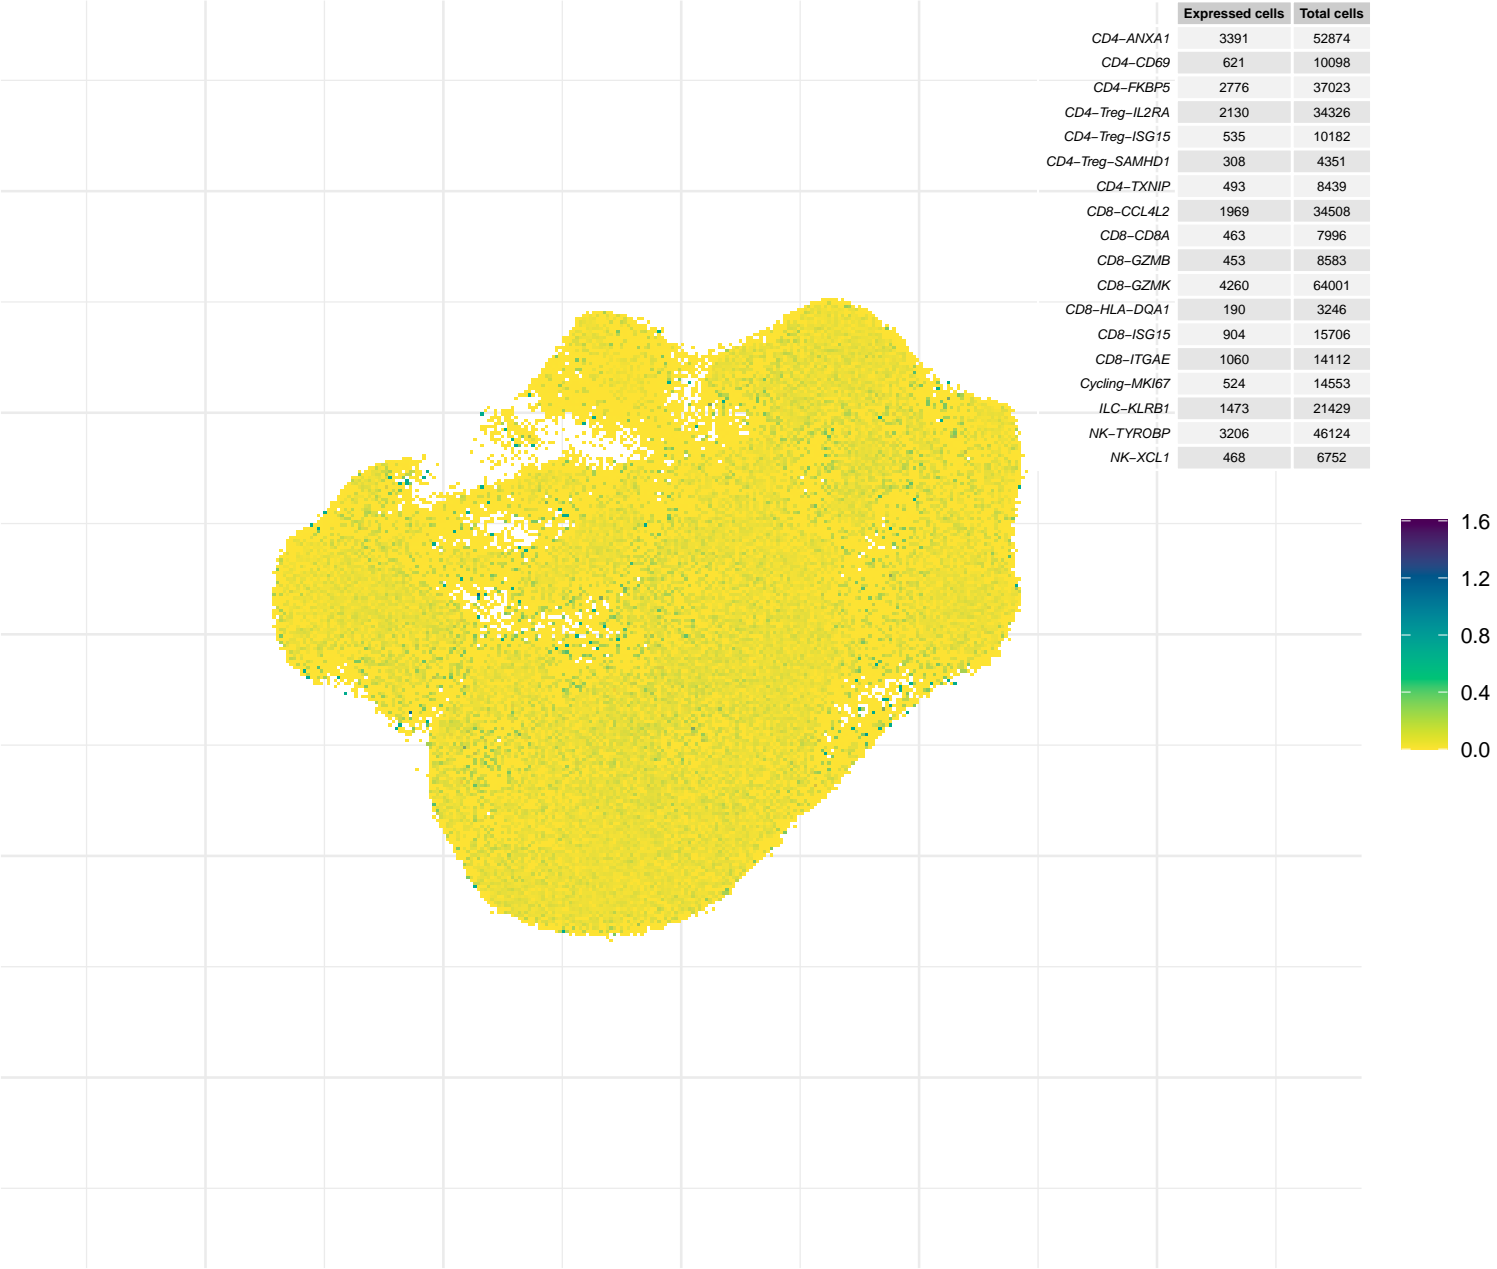 Expressed cells Total cells
CD4−ANXA1 3391 52874
CD4−CD69 621 10098
CD4−FKBP5 2776 37023
CD4−Treg−IL2RA 2130 34326
CD4−Treg−ISG15 535 10182
CD4−Treg−SAMHD1 308 4351
CD4−TXNIP 493 8439
CD8−CCL4L2 1969 34508
CD8−CD8A 463 7996
CD8−GZMB 453 8583
CD8−GZMK 4260 64001
CD8−HLA−DQA1 190 3246
CD8−ISG15 904 15706
CD8−ITGAE 1060 14112
Cycling−MKI67 524 14553
ILC−KLRB1 1473 21429
NK−TYROBP 3206 46124
NK−XCL1 468 6752
1.6
1.2
0.8
0.4
0.0